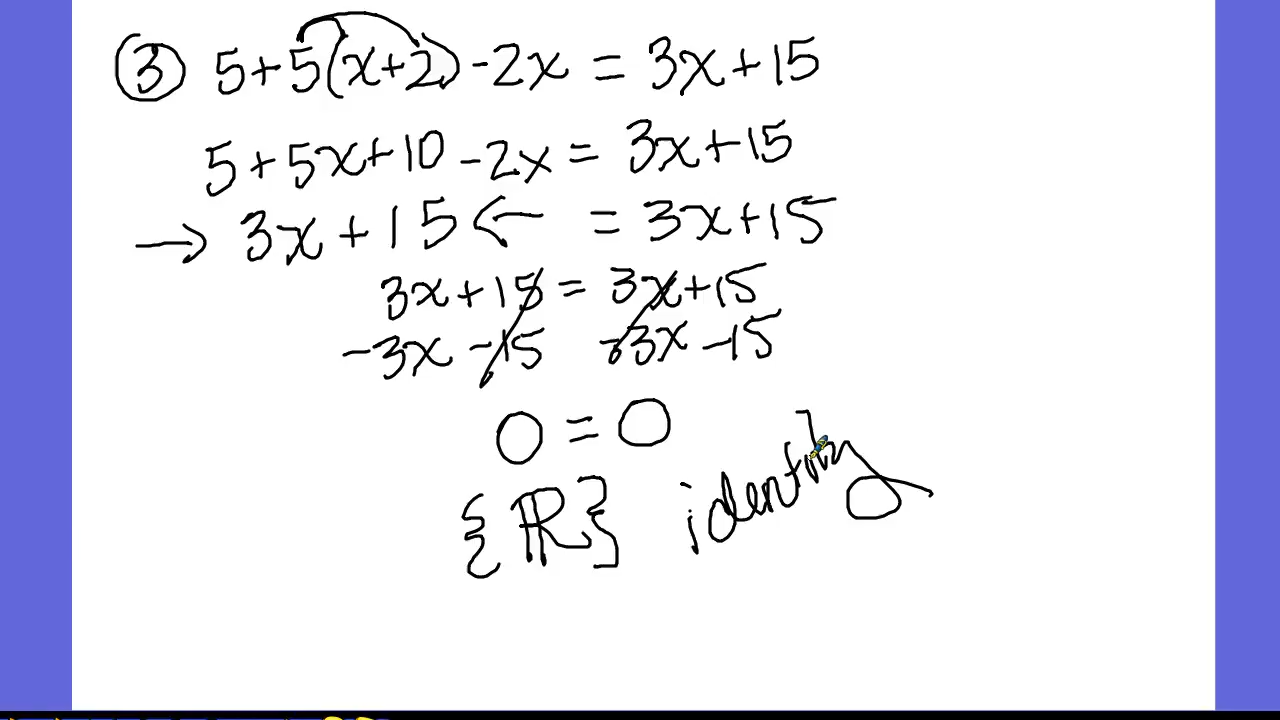 ③ 5+5(x+2)-2x = 3x+15
5+5x+10-2x = 3x+15
→ 3x+15 ← = 3x+15
3x+15 = 3x+15
-3x -15 -3x -15
0 = 0
{ℝ} identity